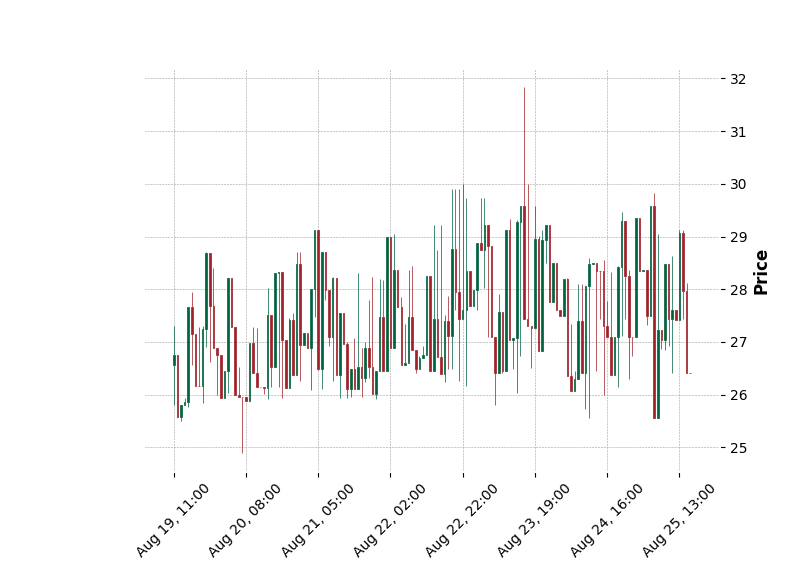 32
31
30
29
28
27
26
25
Price
Aug 19, 11:00
Aug 20, 08:00
Aug 21, 05:00
Aug 22, 02:00
Aug 22, 22:00
Aug 23, 19:00
Aug 24, 16:00
Aug 25, 13:00